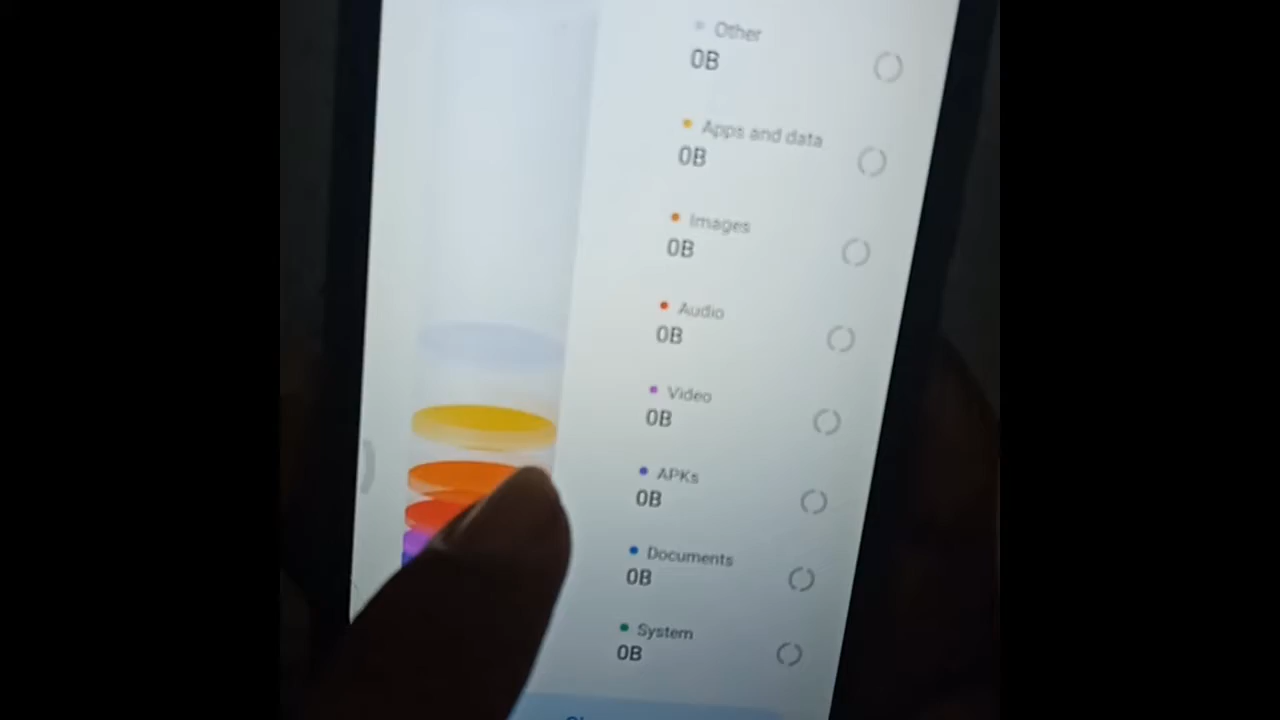 Other
0B
Apps and data
0B
Images
0B
Audio
0B
Video
0B
APKs
0B
Documents
0B
System
0B